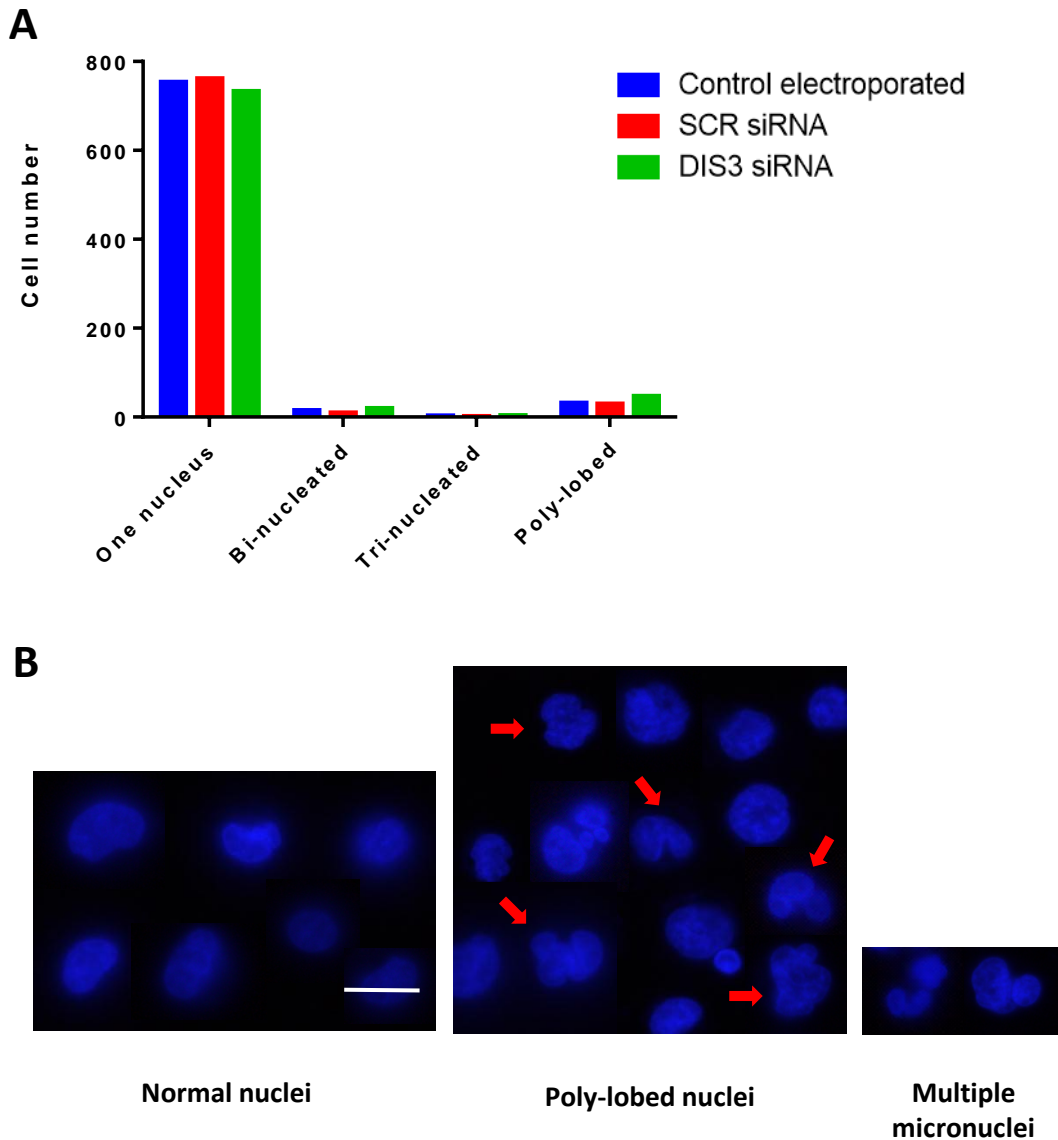 A
800
600
400
200
0
Cell number
Control electroporated
SCR siRNA
DIS3 siRNA
One nucleus
Bi-nucleated
Tri-nucleated
Poly-lobed
B
Normal nuclei
Poly-lobed nuclei
Multiple
micronuclei